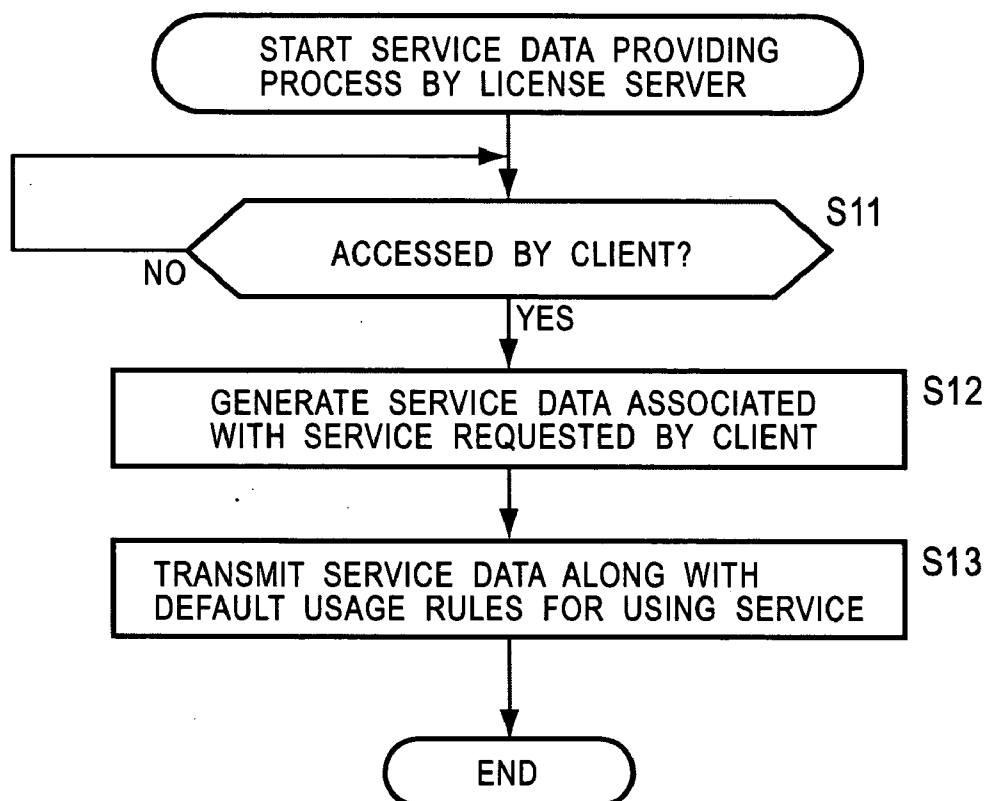 START SERVICE DATA PROVIDING
PROCESS BY LICENSE SERVER
S11
ACCESSED BY CLIENT?
NO
YES
S12
GENERATE SERVICE DATA ASSOCIATED
WITH SERVICE REQUESTED BY CLIENT
S13
TRANSMIT SERVICE DATA ALONG WITH
DEFAULT USAGE RULES FOR USING SERVICE
END